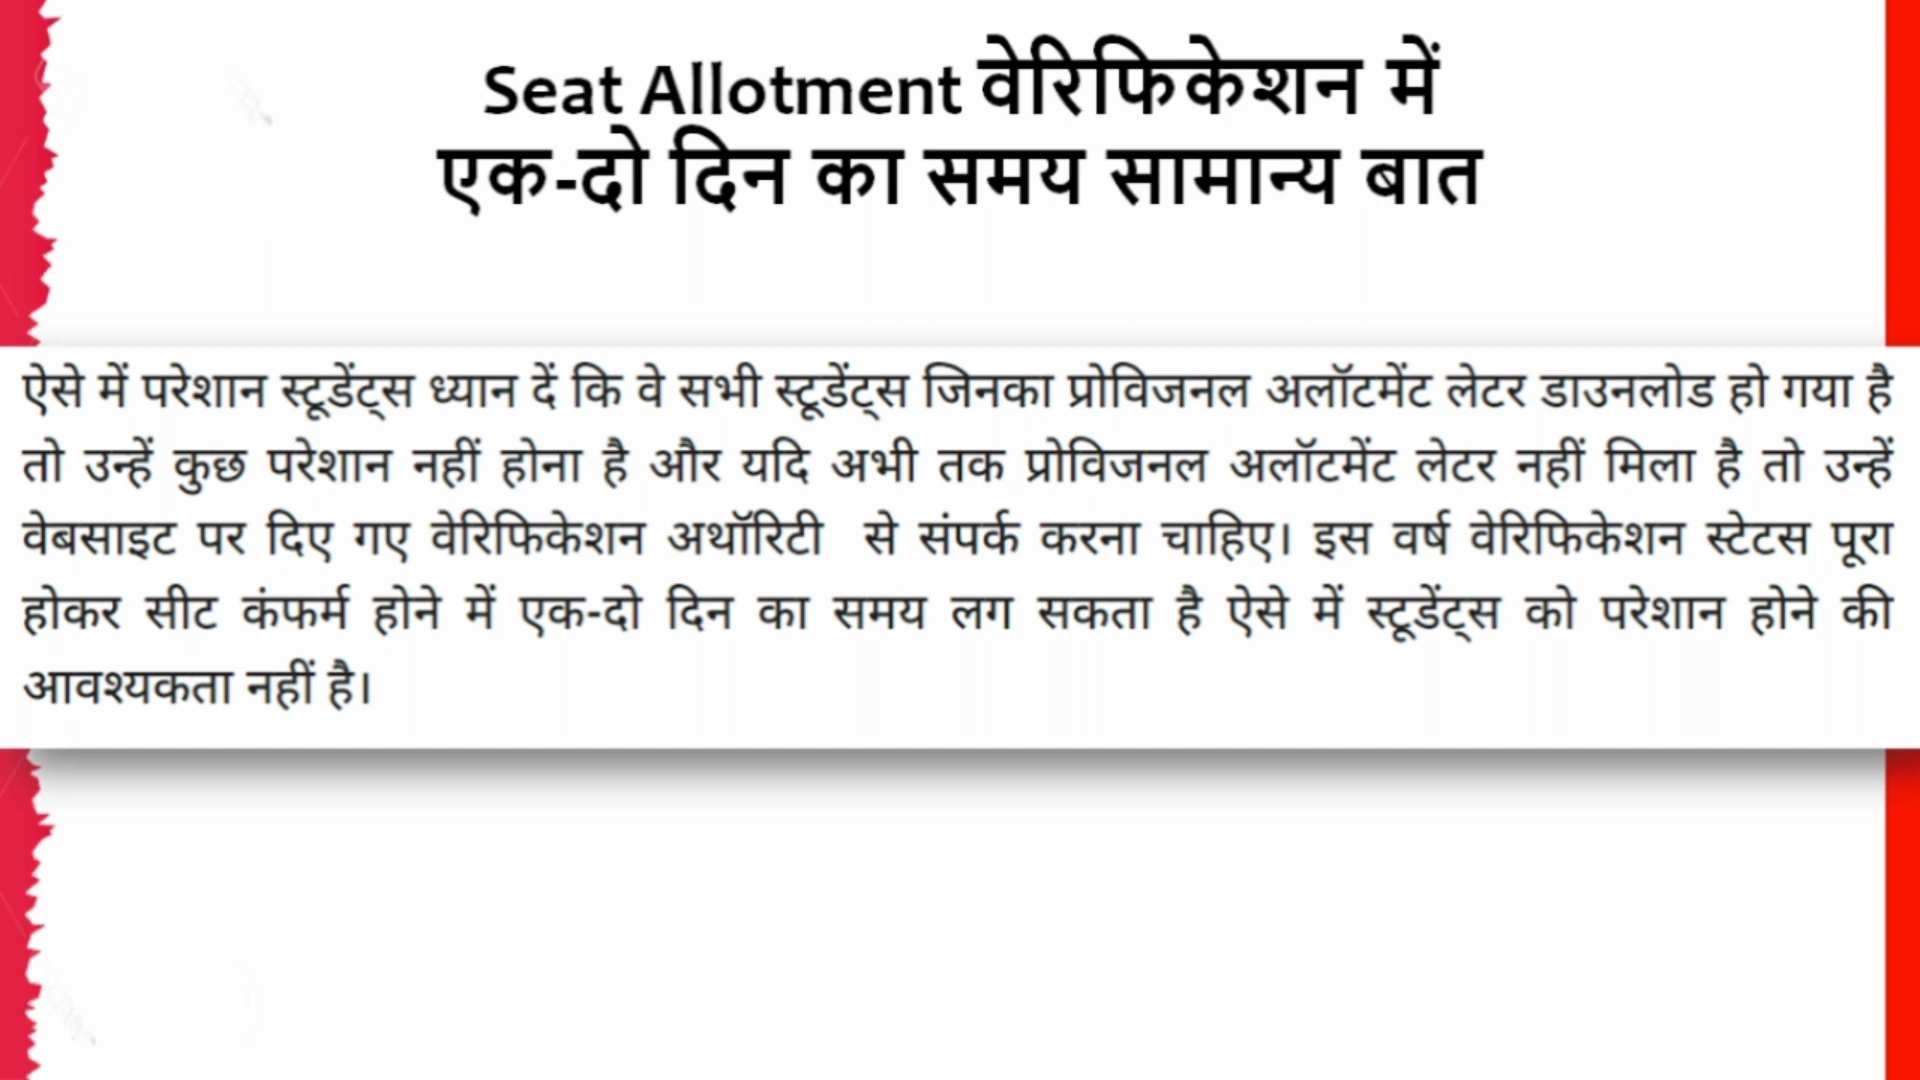 Seat Allotment वेरिफिकेशन में
एक-दो दिन का समय सामान्य बात
ऐसे में परेशान स्टूडेंट्स ध्यान दें कि वे सभी स्टूडेंट्स जिनका प्रोविजनल अलॉटमेंट लेटर डाउनलोड हो गया है
तो उन्हें कुछ परेशान नहीं होना है और यदि अभी तक प्रोविजनल अलॉटमेंट लेटर नहीं मिला है तो उन्हें
वेबसाइट पर दिए गए वेरिफिकेशन अथॉरिटी से संपर्क करना चाहिए। इस वर्ष वेरिफिकेशन स्टेटस पूरा
होकर सीट कंफर्म होने में एक-दो दिन का समय लग सकता है ऐसे में स्टूडेंट्स को परेशान होने की
आवश्यकता नहीं है।